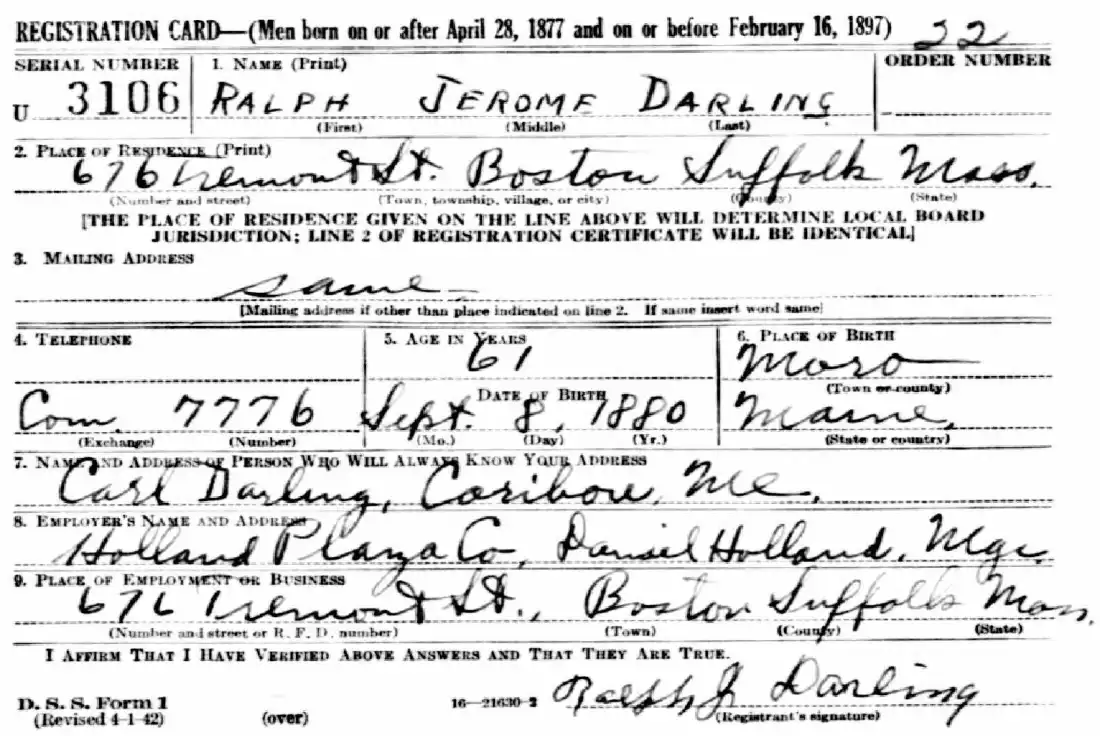 REGISTRATION CARD—(Men born on or after April 28, 1877 and on or before February 16, 1897) 32
SERIAL NUMBER 1. NAME (Print) ORDER NUMBER
U 3106 RALPH JEROME DARLING
(First) (Middle) (Last)
2. PLACE OF RESIDENCE (Print)
676 Tremont St. Boston Suffolk Mass.
(Number and street) (Town, township, village, or city) (County) (State)
[THE PLACE OF RESIDENCE GIVEN ON THE LINE ABOVE WILL DETERMINE LOCAL BOARD
JURISDICTION; LINE 2 OF REGISTRATION CERTIFICATE WILL BE IDENTICAL]
3. MAILING ADDRESS
same
[Mailing address if other than place indicated on line 2. If same insert word same]
4. TELEPHONE 5. AGE IN YEARS 6. PLACE OF BIRTH
61 Moro
(Town or county)
DATE OF BIRTH
Com. 7776 Sept. 8, 1880 Maine,
(Exchange) (Number) (Mo.) (Day) (Yr.) (State or country)
7. NAME AND ADDRESS OF PERSON WHO WILL ALWAYS KNOW YOUR ADDRESS
Carl Darling, Caribou, Me.
8. EMPLOYER'S NAME AND ADDRESS
Holland Plaza Co, Daniel Holland, Mgr.
9. PLACE OF EMPLOYMENT OR BUSINESS
676 Tremont St., Boston Suffolk Mass.
(Number and street or R. F. D. number) (Town) (County) (State)
I AFFIRM THAT I HAVE VERIFIED ABOVE ANSWERS AND THAT THEY ARE TRUE.
Ralph J Darling
D. S. S. Form 1 16—21630-2
(Revised 4-1-42) (over) (Registrant's signature)